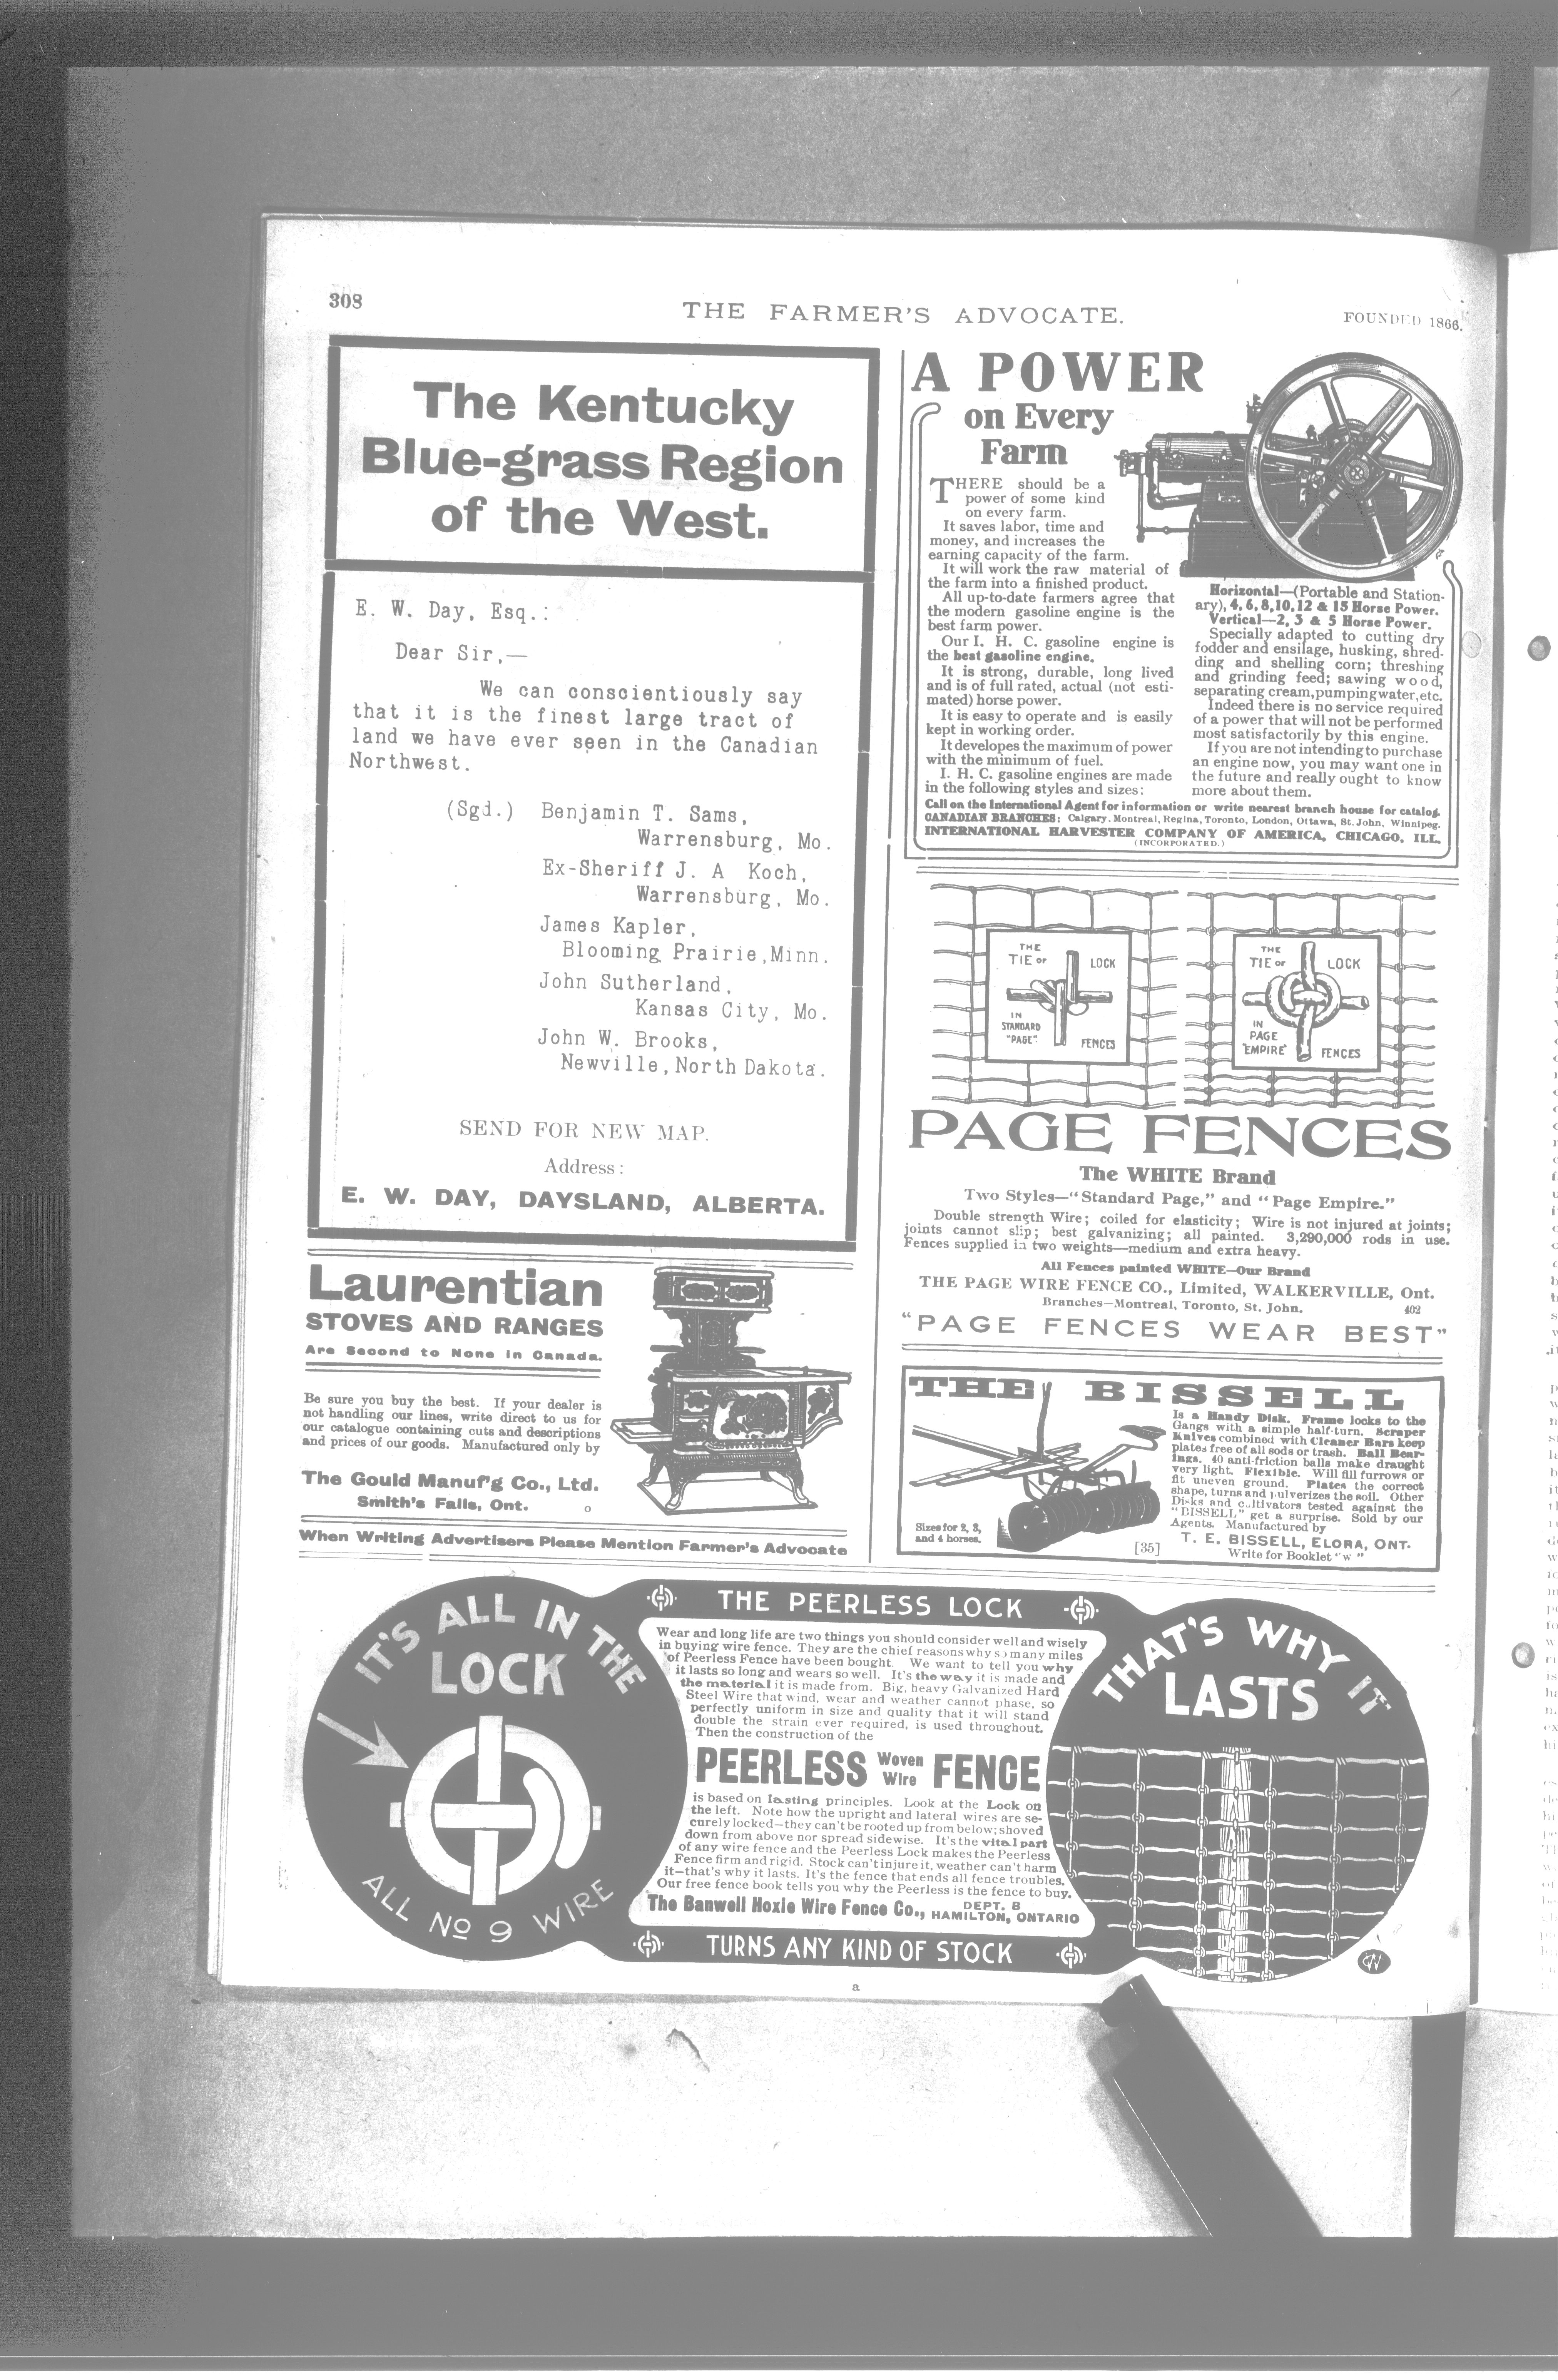 308
THE FARMER'S ADVOCATE.
FOUNDED 1866.
The Kentucky
Blue-grass Region
of the West.
E. W. Day, Esq.:
Dear Sir,—
We can conscientiously say
that it is the finest large tract of
land we have ever seen in the Canadian
Northwest.
(Sgd.) Benjamin T. Sams,
Warrensburg, Mo.
Ex-Sheriff J. A Koch,
Warrensburg, Mo.
James Kapler,
Blooming Prairie, Minn.
John Sutherland,
Kansas City, Mo.
John W. Brooks,
Newville, North Dakota.
SEND FOR NEW MAP.
Address:
E. W. DAY, DAYSLAND, ALBERTA.
Laurentian
STOVES AND RANGES
Are Second to None in Canada.
Be sure you buy the best. If your dealer is
not handling our lines, write direct to us for
our catalogue containing cuts and descriptions
and prices of our goods. Manufactured only by
The Gould Manuf'g Co., Ltd.
Smith's Falls, Ont. o
When Writing Advertisers Please Mention Farmer's Advocate
A POWER
on Every
Farm
THERE should be a
power of some kind
on every farm.
It saves labor, time and
money, and increases the
earning capacity of the farm.
It will work the raw material of
the farm into a finished product.
All up-to-date farmers agree that
the modern gasoline engine is the
best farm power.
Our I. H. C. gasoline engine is
the best gasoline engine.
It is strong, durable, long lived
and is of full rated, actual (not esti-
mated) horse power.
It is easy to operate and is easily
kept in working order.
It developes the maximum of power
with the minimum of fuel.
I. H. C. gasoline engines are made
in the following styles and sizes:
Horizontal—(Portable and Station-
ary), 4, 6, 8, 10, 12 & 15 Horse Power.
Vertical—2, 3 & 5 Horse Power.
Specially adapted to cutting dry
fodder and ensilage, husking, shred-
ding and shelling corn; threshing
and grinding feed; sawing wood,
separating cream, pumping water, etc.
Indeed there is no service required
of a power that will not be performed
most satisfactorily by this engine.
If you are not intending to purchase
an engine now, you may want one in
the future and really ought to know
more about them.
Call on the International Agent for information or write nearest branch house for catalog.
CANADIAN BRANCHES: Calgary, Montreal, Regina, Toronto, London, Ottawa, St. John, Winnipeg.
INTERNATIONAL HARVESTER COMPANY OF AMERICA, CHICAGO, ILL.
(INCORPORATED.)
THE
TIE OF LOCK
IN
STANDARD
"PAGE" FENCES
THE
TIE OF LOCK
IN
PAGE
"EMPIRE" FENCES
PAGE FENCES
The WHITE Brand
Two Styles—"Standard Page," and "Page Empire."
Double strength Wire; coiled for elasticity; Wire is not injured at joints;
joints cannot slip; best galvanizing; all painted. 3,290,000 rods in use.
Fences supplied in two weights—medium and extra heavy.
All Fences painted WHITE—Our Brand
THE PAGE WIRE FENCE CO., Limited, WALKERVILLE, Ont.
Branches—Montreal, Toronto, St. John. 402
"PAGE FENCES WEAR BEST"
THE BISSELL
Is a Handy Disk. Frame locks to the
Gangs with a simple half-turn. Scraper
Knives combined with Cleaner Bars keep
plates free of all sods or trash. Ball Bear-
ings. 40 anti-friction balls make draught
very light. Flexible. Will fill furrows or
fit uneven ground. Plates the correct
shape, turns and pulverizes the soil. Other
Disks and cultivators tested against the
"BISSELL" get a surprise. Sold by our
Agents. Manufactured by
T. E. BISSELL, ELORA, ONT.
Write for Booklet "W"
Sizes for 2, 3,
and 4 horses.
[35]
IT'S ALL IN THE
LOCK
ALL No 9 WIRE
THE PEERLESS LOCK
Wear and long life are two things you should consider well and wisely
in buying wire fence. They are the chief reasons why so many miles
of Peerless Fence have been bought. We want to tell you why
it lasts so long and wears so well. It's the way it is made and
the material it is made from. Big, heavy Galvanized Hard
Steel Wire that wind, wear and weather cannot phase, so
perfectly uniform in size and quality that it will stand
double the strain ever required, is used throughout.
Then the construction of the
PEERLESS Woven Wire FENCE
is based on lasting principles. Look at the Lock on
the left. Note how the upright and lateral wires are se-
curely locked—they can't be rooted up from below; shoved
down from above nor spread sidewise. It's the vital part
of any wire fence and the Peerless Lock makes the Peerless
Fence firm and rigid. Stock can't injure it, weather can't harm
it—that's why it lasts. It's the fence that ends all fence troubles.
Our free fence book tells you why the Peerless is the fence to buy.
The Banwell Hoxie Wire Fence Co., DEPT. B
HAMILTON, ONTARIO
TURNS ANY KIND OF STOCK
THAT'S WHY IT
LASTS
a